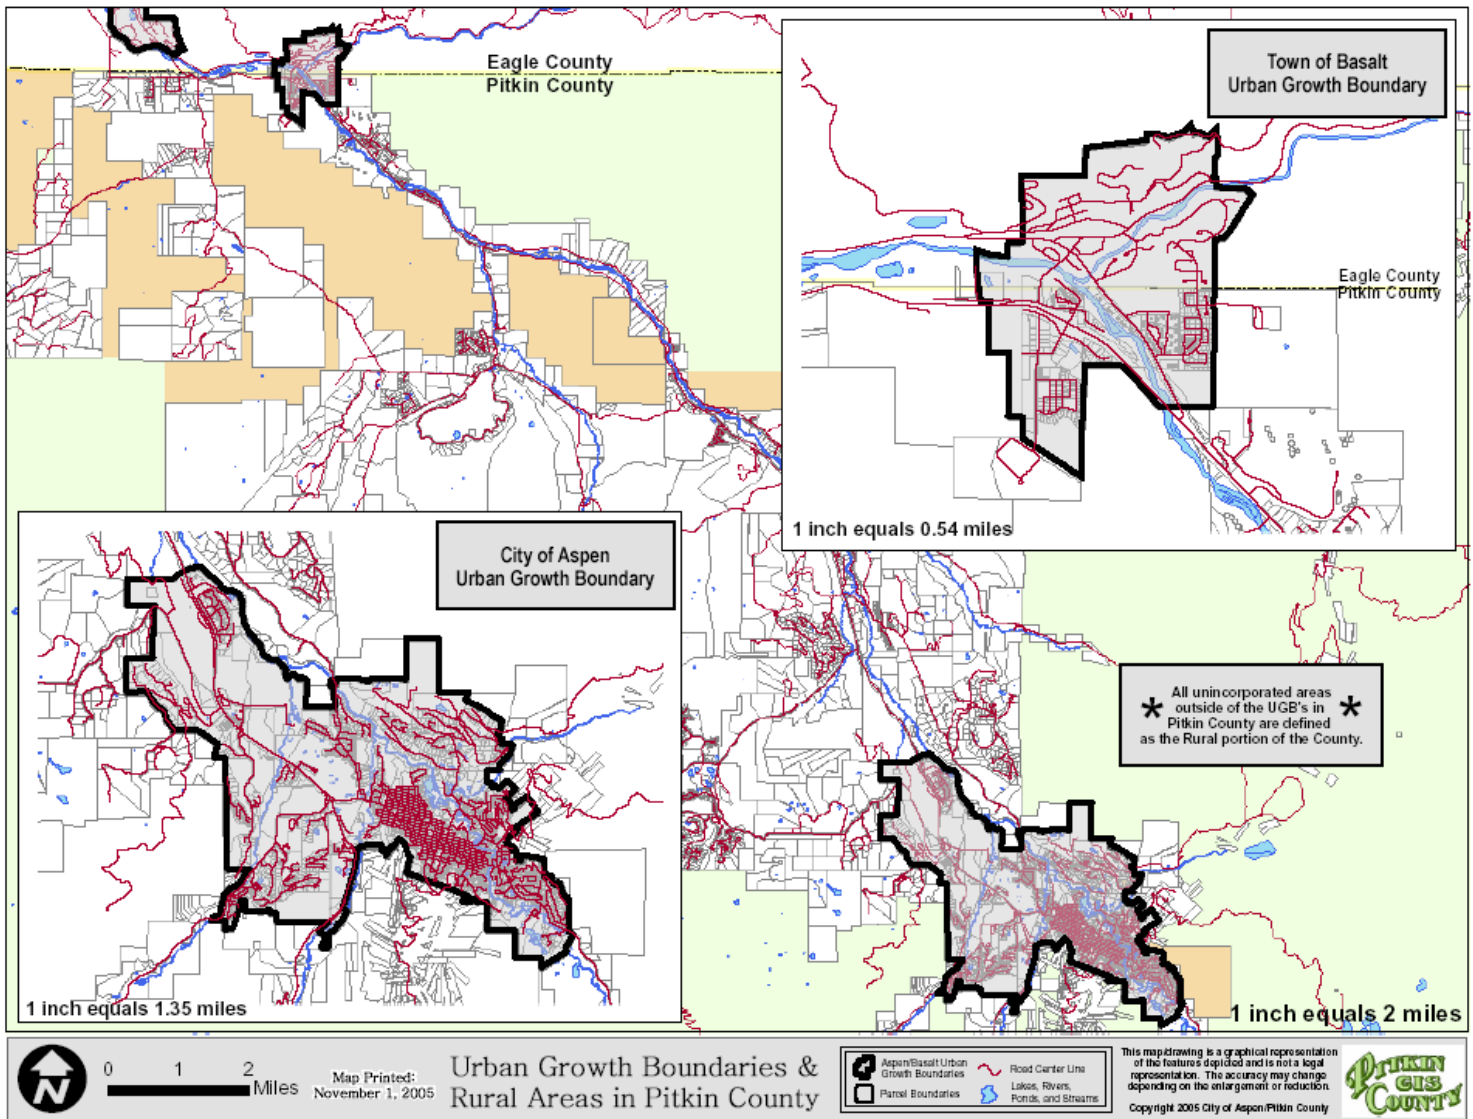 Eagle County
Pitkin County
Town of Basalt
Urban Growth Boundary
Eagle County
Pitkin County
1 inch equals 0.54 miles
City of Aspen
Urban Growth Boundary
1 inch equals 1.35 miles
* All unincorporated areas *
outside of the UGB's in
Pitkin County are defined
as the Rural portion of the County.
1 inch equals 2 miles
N
0 1 2
Miles
Map Printed:
November 1, 2005
Urban Growth Boundaries &
Rural Areas in Pitkin County
Aspen/Basalt Urban
Growth Boundaries
Parcel Boundaries
Road Center Line
Lakes, Rivers,
Ponds, and Streams
This map/drawing is a graphical representation
of the features depicted and is not a legal
representation. The accuracy may change
depending on the enlargement or reduction.
Copyright 2005 City of Aspen/Pitkin County
PITKIN
GIS
COUNTY